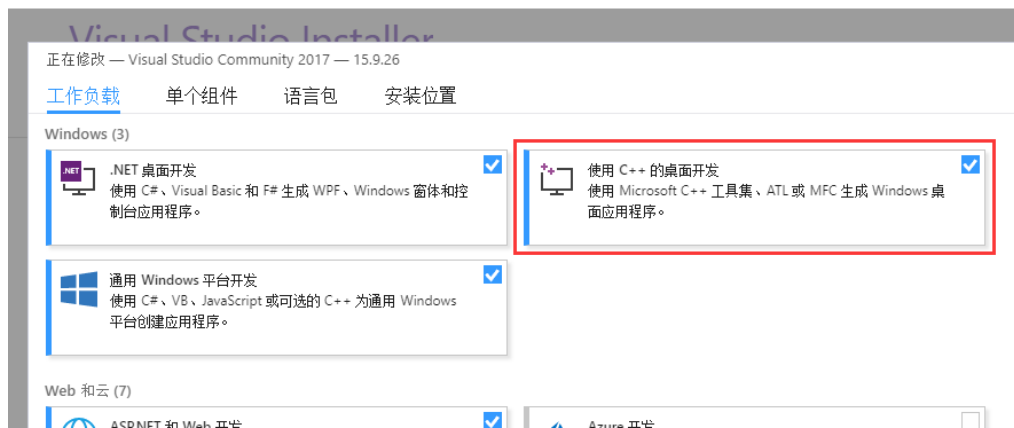 Visual Studio Installer
正在修改 — Visual Studio Community 2017 — 15.9.26
工作负载 单个组件 语言包 安装位置
Windows (3)
.NET
.NET 桌面开发
使用 C#、Visual Basic 和 F# 生成 WPF、Windows 窗体和控
制台应用程序。
使用 C++ 的桌面开发
使用 Microsoft C++ 工具集、ATL 或 MFC 生成 Windows 桌
面应用程序。
通用 Windows 平台开发
使用 C#、VB、JavaScript 或可选的 C++ 为通用 Windows
平台创建应用程序。
Web 和云 (7)
ASP.NET 和 Web 开发
Azure 开发